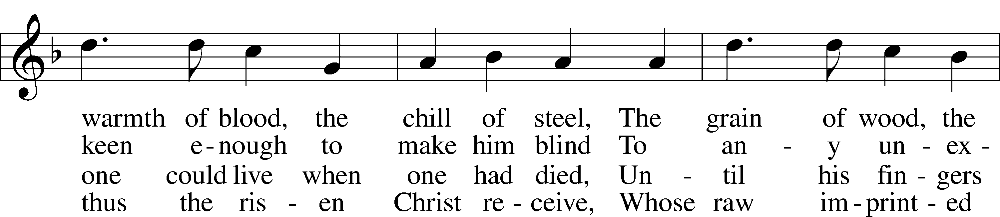 warmth of blood, the chill of steel, The grain of wood, the
keen e - nough to make him blind To an - y un - ex -
one could live when one had died, Un - til his fin - gers
thus the ris - en Christ re - ceive, Whose raw im - print - ed